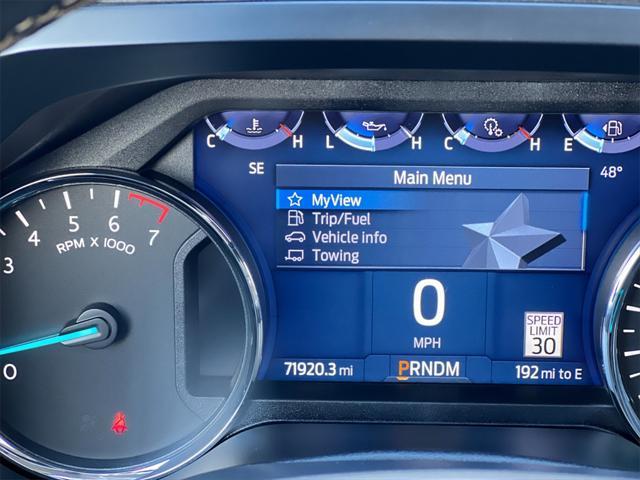 C H L H C H E
SE 48°
Main Menu
MyView
Trip/Fuel
Vehicle info
Towing
0
MPH
SPEED
LIMIT
30
71920.3 mi PRNDM 192 mi to E
0 3 4 5 6 7
RPM X 1000